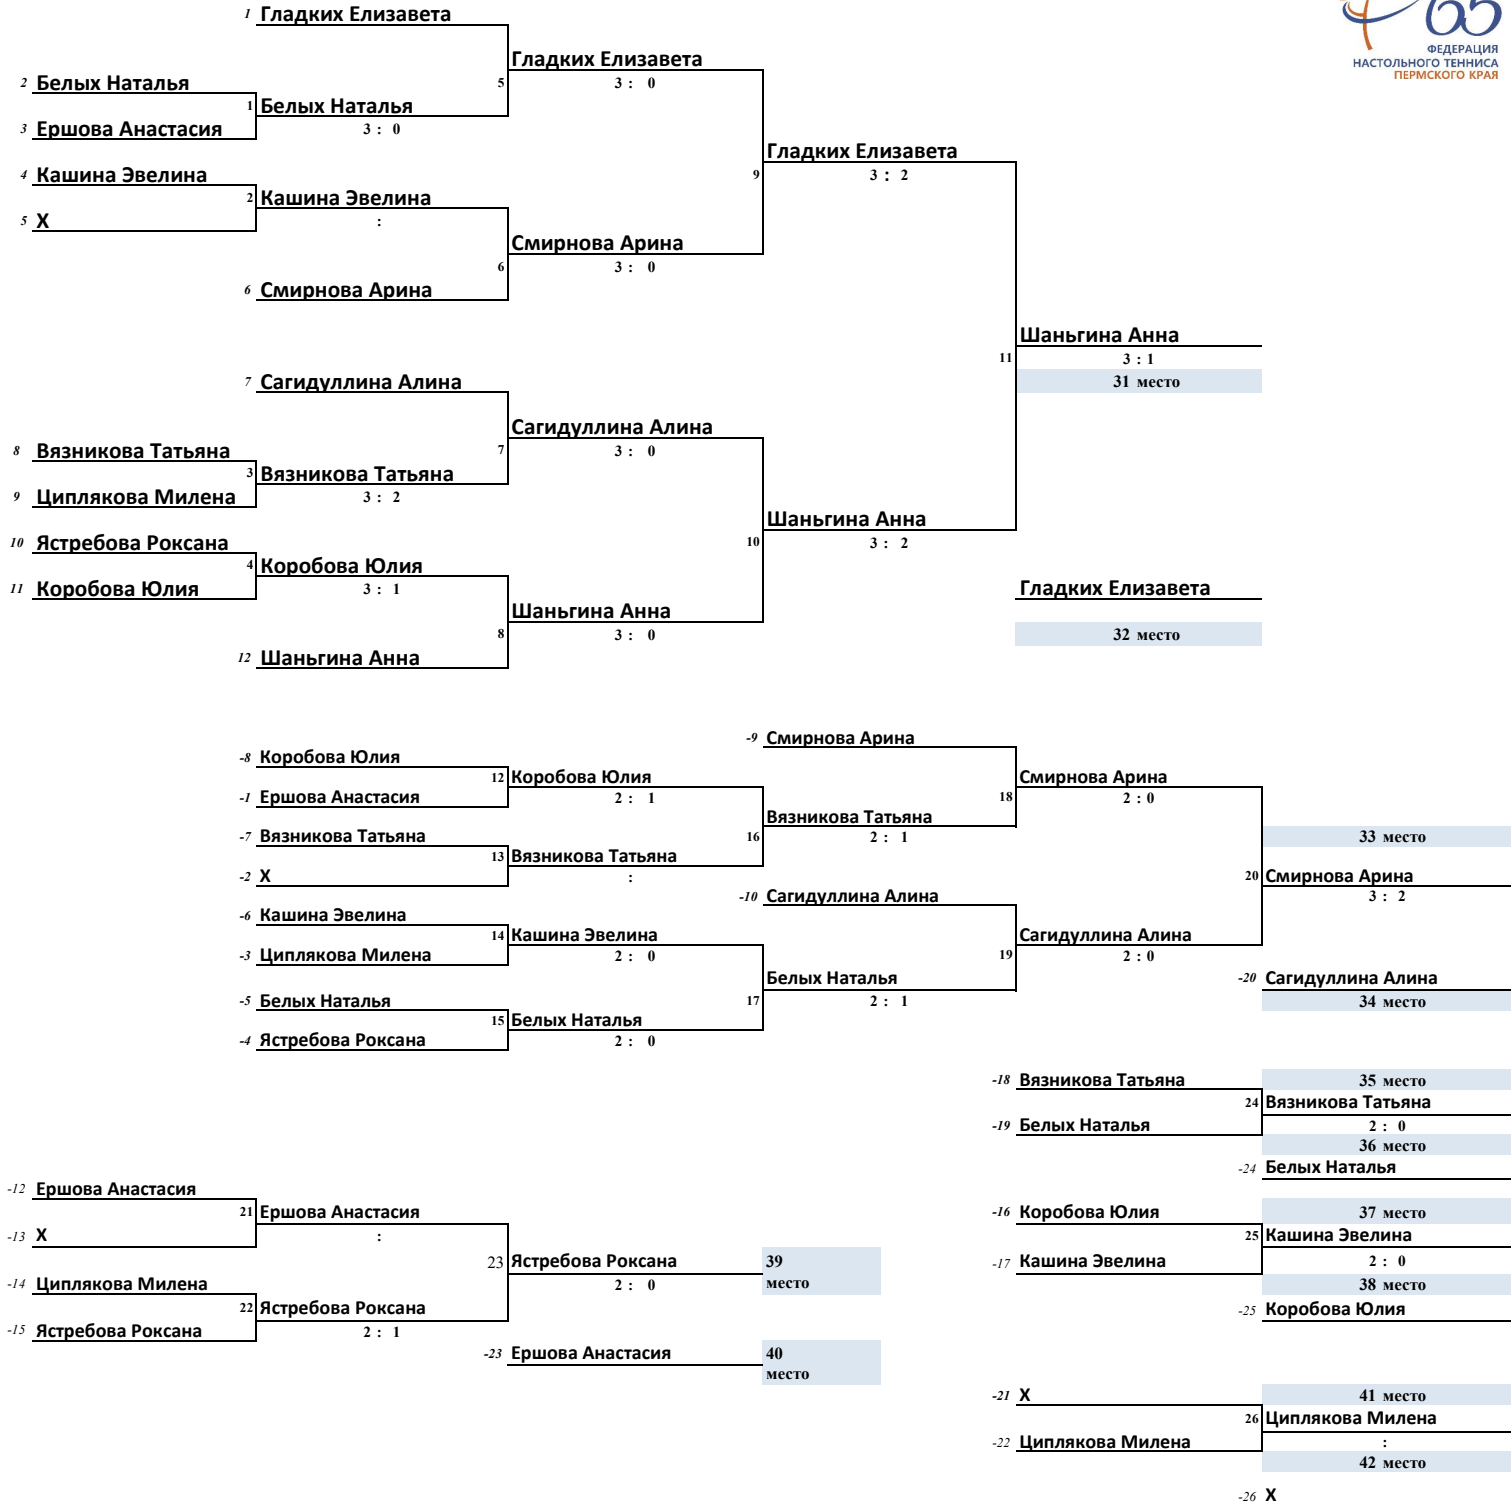 1 Гладких Елизавета
65
ФЕДЕРАЦИЯ
НАСТОЛЬНОГО ТЕННИСА
ПЕРМСКОГО КРАЯ
Гладких Елизавета
2 Белых Наталья
5
3 : 0
1 Белых Наталья
3 Ершова Анастасия
3 : 0
Гладких Елизавета
4 Кашина Эвелина
9
3 : 2
2 Кашина Эвелина
5 Х
:
Смирнова Арина
6
3 : 0
6 Смирнова Арина
Шаньгина Анна
11
3 : 1
7 Сагидуллина Алина
31 место
Сагидуллина Алина
8 Вязникова Татьяна
7
3 : 0
3 Вязникова Татьяна
9 Циплякова Милена
3 : 2
Шаньгина Анна
10 Ястребова Роксана
10
3 : 2
4 Коробова Юлия
11 Коробова Юлия
3 : 1
Гладких Елизавета
Шаньгина Анна
8
3 : 0
32 место
12 Шаньгина Анна
-9 Смирнова Арина
-8 Коробова Юлия
12 Коробова Юлия
Смирнова Арина
-1 Ершова Анастасия
2 : 1
18
2 : 0
Вязникова Татьяна
-7 Вязникова Татьяна
16
2 : 1
33 место
13 Вязникова Татьяна
-2 Х
:
20 Смирнова Арина
-10 Сагидуллина Алина
3 : 2
-6 Кашина Эвелина
14 Кашина Эвелина
Сагидуллина Алина
-3 Циплякова Милена
2 : 0
19
2 : 0
Белых Наталья
-20 Сагидуллина Алина
-5 Белых Наталья
17
2 : 1
34 место
15 Белых Наталья
-4 Ястребова Роксана
2 : 0
-18 Вязникова Татьяна
35 место
24 Вязникова Татьяна
-19 Белых Наталья
2 : 0
36 место
-24 Белых Наталья
-12 Ершова Анастасия
21 Ершова Анастасия
-16 Коробова Юлия
37 место
-13 Х
:
25 Кашина Эвелина
23 Ястребова Роксана
39
место
-17 Кашина Эвелина
2 : 0
-14 Циплякова Милена
2 : 0
38 место
22 Ястребова Роксана
-25 Коробова Юлия
-15 Ястребова Роксана
2 : 1
-23 Ершова Анастасия
40
место
-21 Х
41 место
26 Циплякова Милена
-22 Циплякова Милена
:
42 место
-26 Х